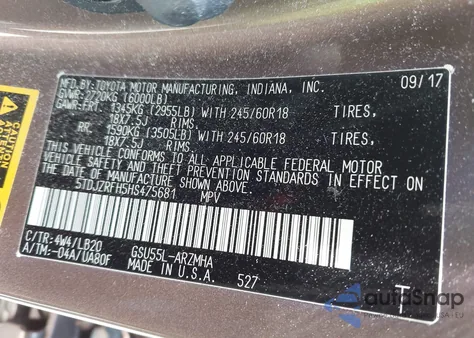 MFD.BY:TOYOTA MOTOR MANUFACTURING, INDIANA, INC. 09/17
GVWR: 2720KG (6000LB)
GAWR:FRT 1345KG (2955LB) WITH 245/60R18 TIRES,
18X7.5J RIMS.
RR 1590KG (3505LB) WITH 245/60R18 TIRES,
18X7.5J RIMS.
THIS VEHICLE CONFORMS TO ALL APPLICABLE FEDERAL MOTOR
VEHICLE SAFETY STANDARDS IN EFFECT ON
THE DATE OF MANUFACTURE SHOWN ABOVE.
5TDJZRFH5HS475681 MPV
C/TR:4W4/LB20 GSU55L-ARZMHA
A/TM:-04A/UA80F MADE IN U.S.A. 527
T
autoSnap